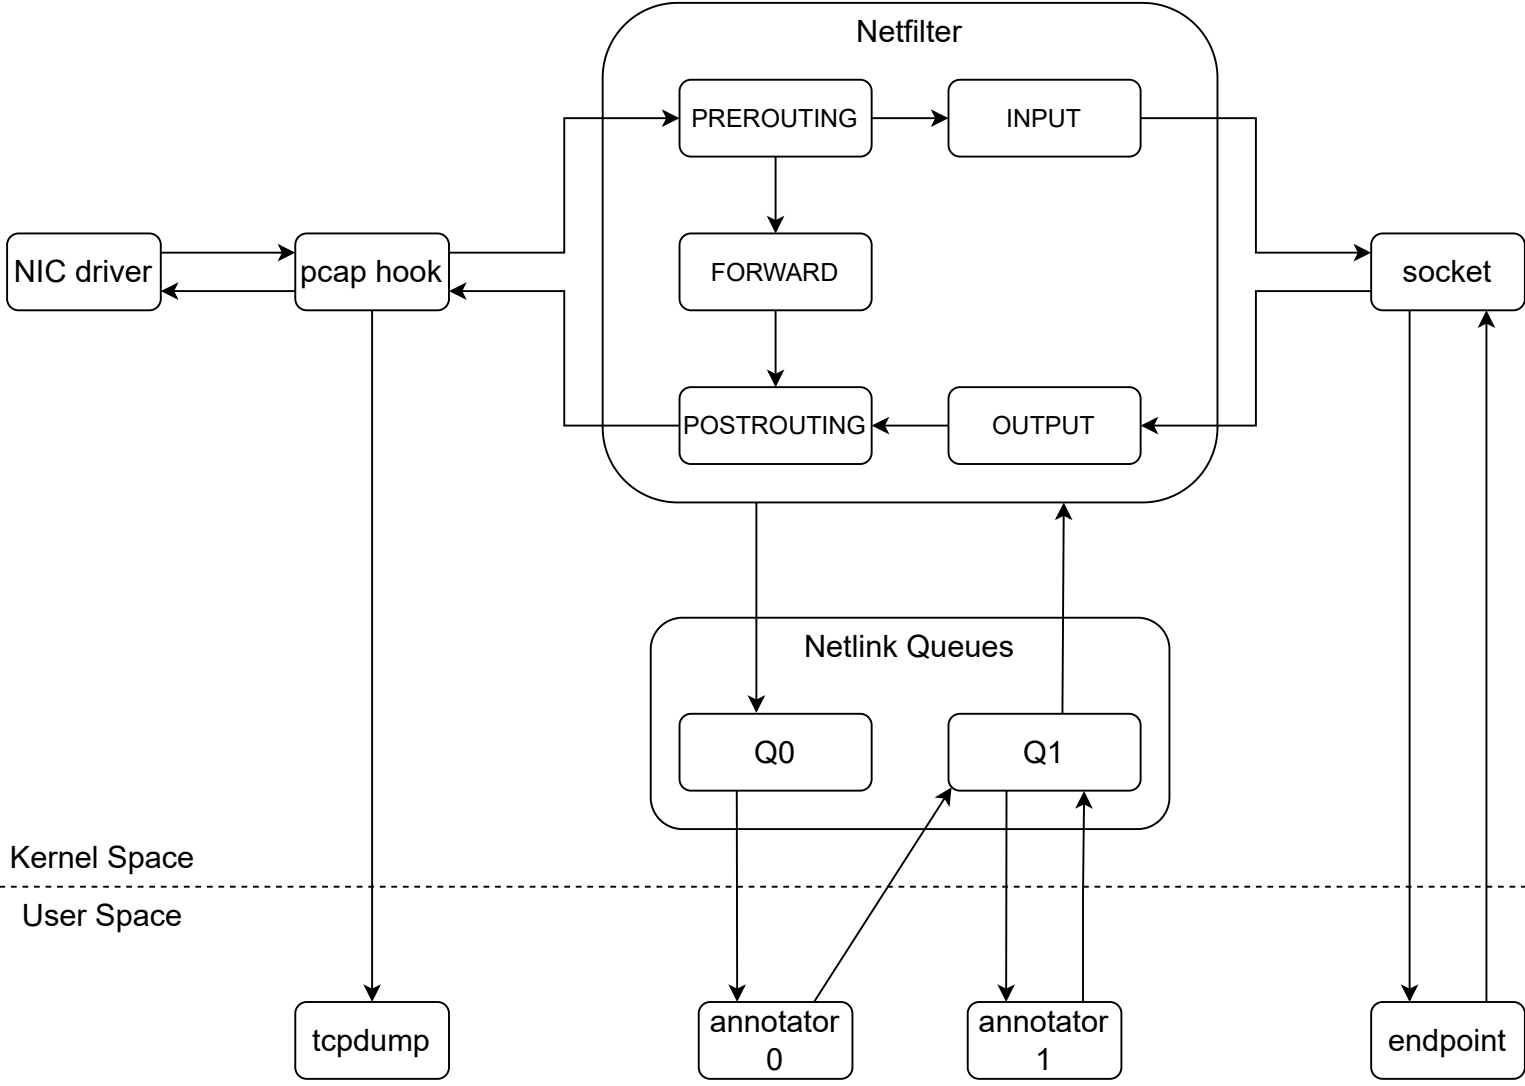 Netfilter
PREROUTING
INPUT
NIC driver
pcap hook
FORWARD
socket
POSTROUTING
OUTPUT
Netlink Queues
Q0
Q1
Kernel Space
User Space
tcpdump
annotator
0
annotator
1
endpoint